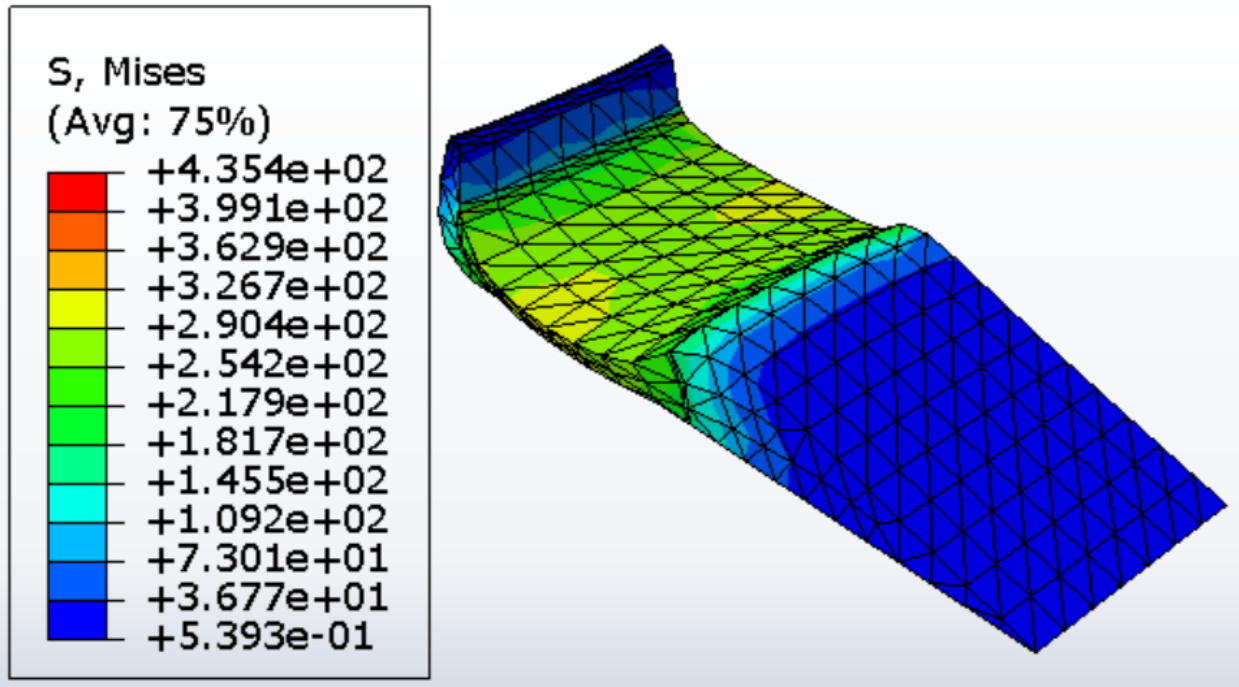 S, Mises
(Avg: 75%)
+4.354e+02
+3.991e+02
+3.629e+02
+3.267e+02
+2.904e+02
+2.542e+02
+2.179e+02
+1.817e+02
+1.455e+02
+1.092e+02
+7.301e+01
+3.677e+01
+5.393e-01